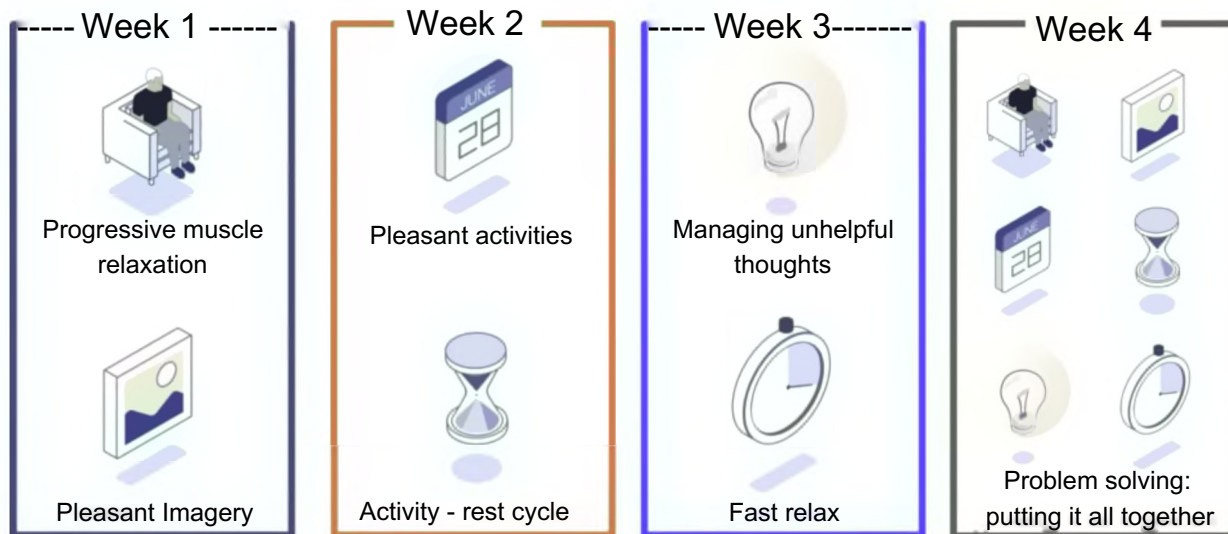 Week 1
Progressive muscle
relaxation
Pleasant Imagery
Week 2
JUNE
28
Pleasant activities
Activity - rest cycle
Week 3
Managing unhelpful
thoughts
Fast relax
Week 4
JUNE
28
Problem solving:
putting it all together